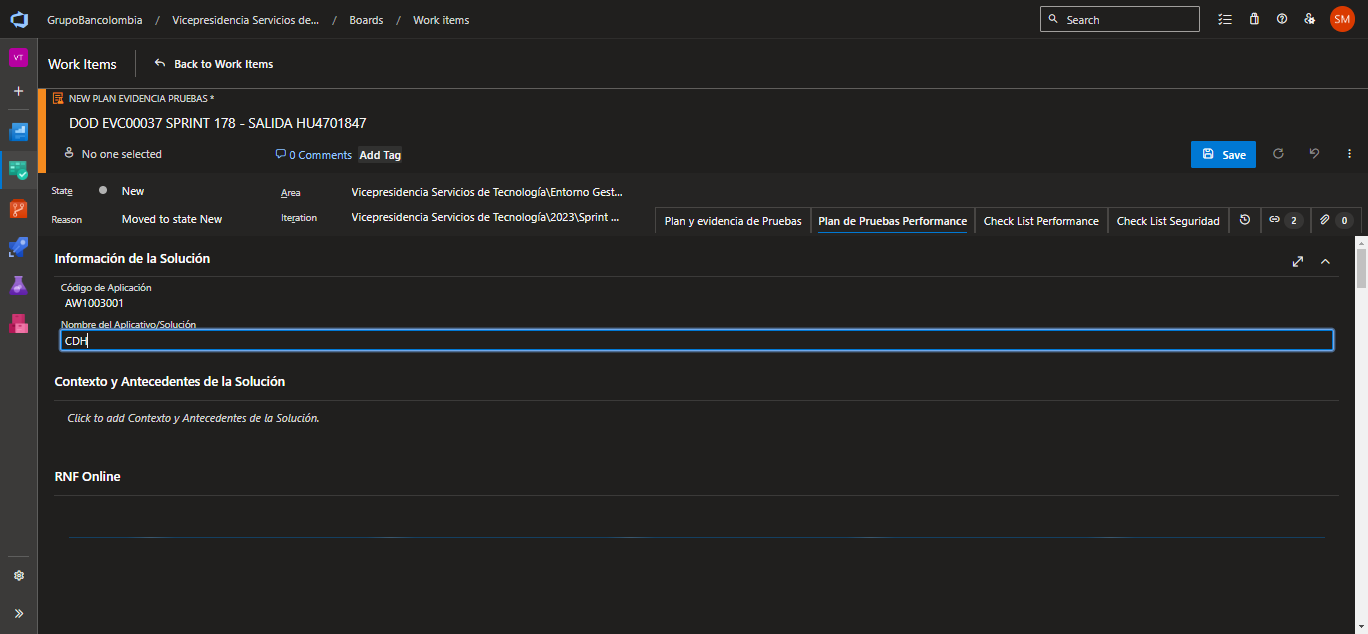 GrupoBancolombia / Vicepresidencia Servicios de... / Boards / Work items
Search
SM
VT
Work Items
Back to Work Items
NEW PLAN EVIDENCIA PRUEBAS *
DOD EVC00037 SPRINT 178 - SALIDA HU4701847
No one selected
0 Comments
Add Tag
Save
State
New
Area
Vicepresidencia Servicios de Tecnología\Entorno Gest...
Reason
Moved to state New
Iteration
Vicepresidencia Servicios de Tecnología\2023\Sprint ...
Plan y evidencia de Pruebas
Plan de Pruebas Performance
Check List Performance
Check List Seguridad
2
0
Información de la Solución
Código de Aplicación
AW1003001
Nombre del Aplicativo/Solución
CDH
Contexto y Antecedentes de la Solución
Click to add Contexto y Antecedentes de la Solución.
RNF Online